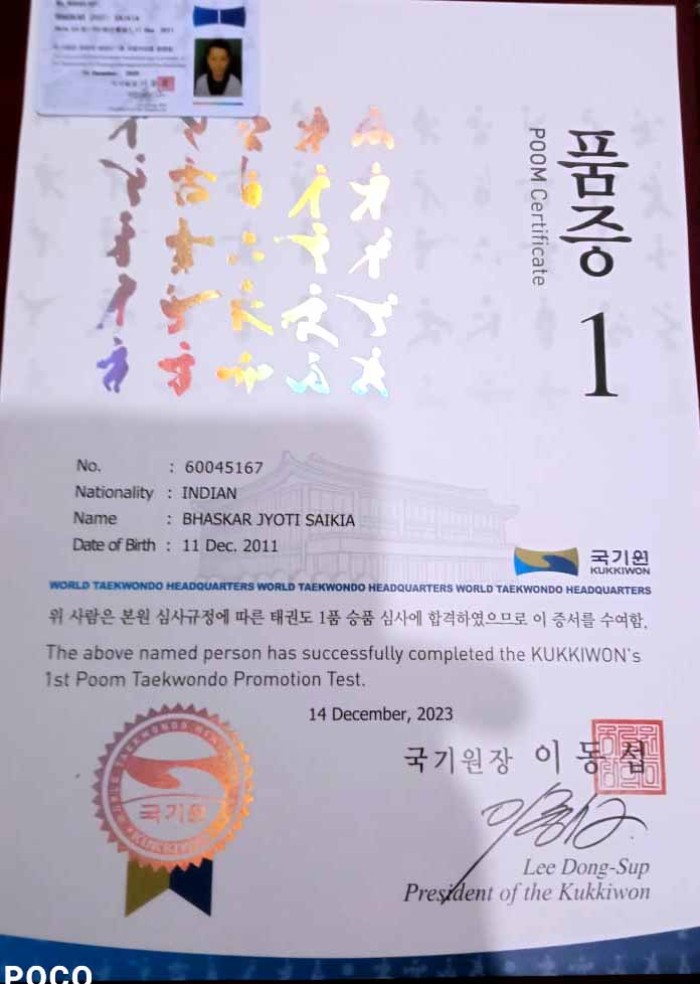 품증
POOM Certificate
1
No. : 60045167
Nationality : INDIAN
Name : BHASKAR JYOTI SAIKIA
Date of Birth : 11 Dec. 2011
국기원
KUKKIWON
WORLD TAEKWONDO HEADQUARTERS WORLD TAEKWONDO HEADQUARTERS WORLD TAEKWONDO HEADQUARTERS
위 사람은 본원 심사규정에 따른 태권도 1품 승품 심사에 합격하였으므로 이 증서를 수여함.
The above named person has successfully completed the KUKKIWON's
1st Poom Taekwondo Promotion Test.
14 December, 2023
국기원장 이동섭
국기원
KUKKIWON
Lee Dong-Sup
President of the Kukkiwon
POCO